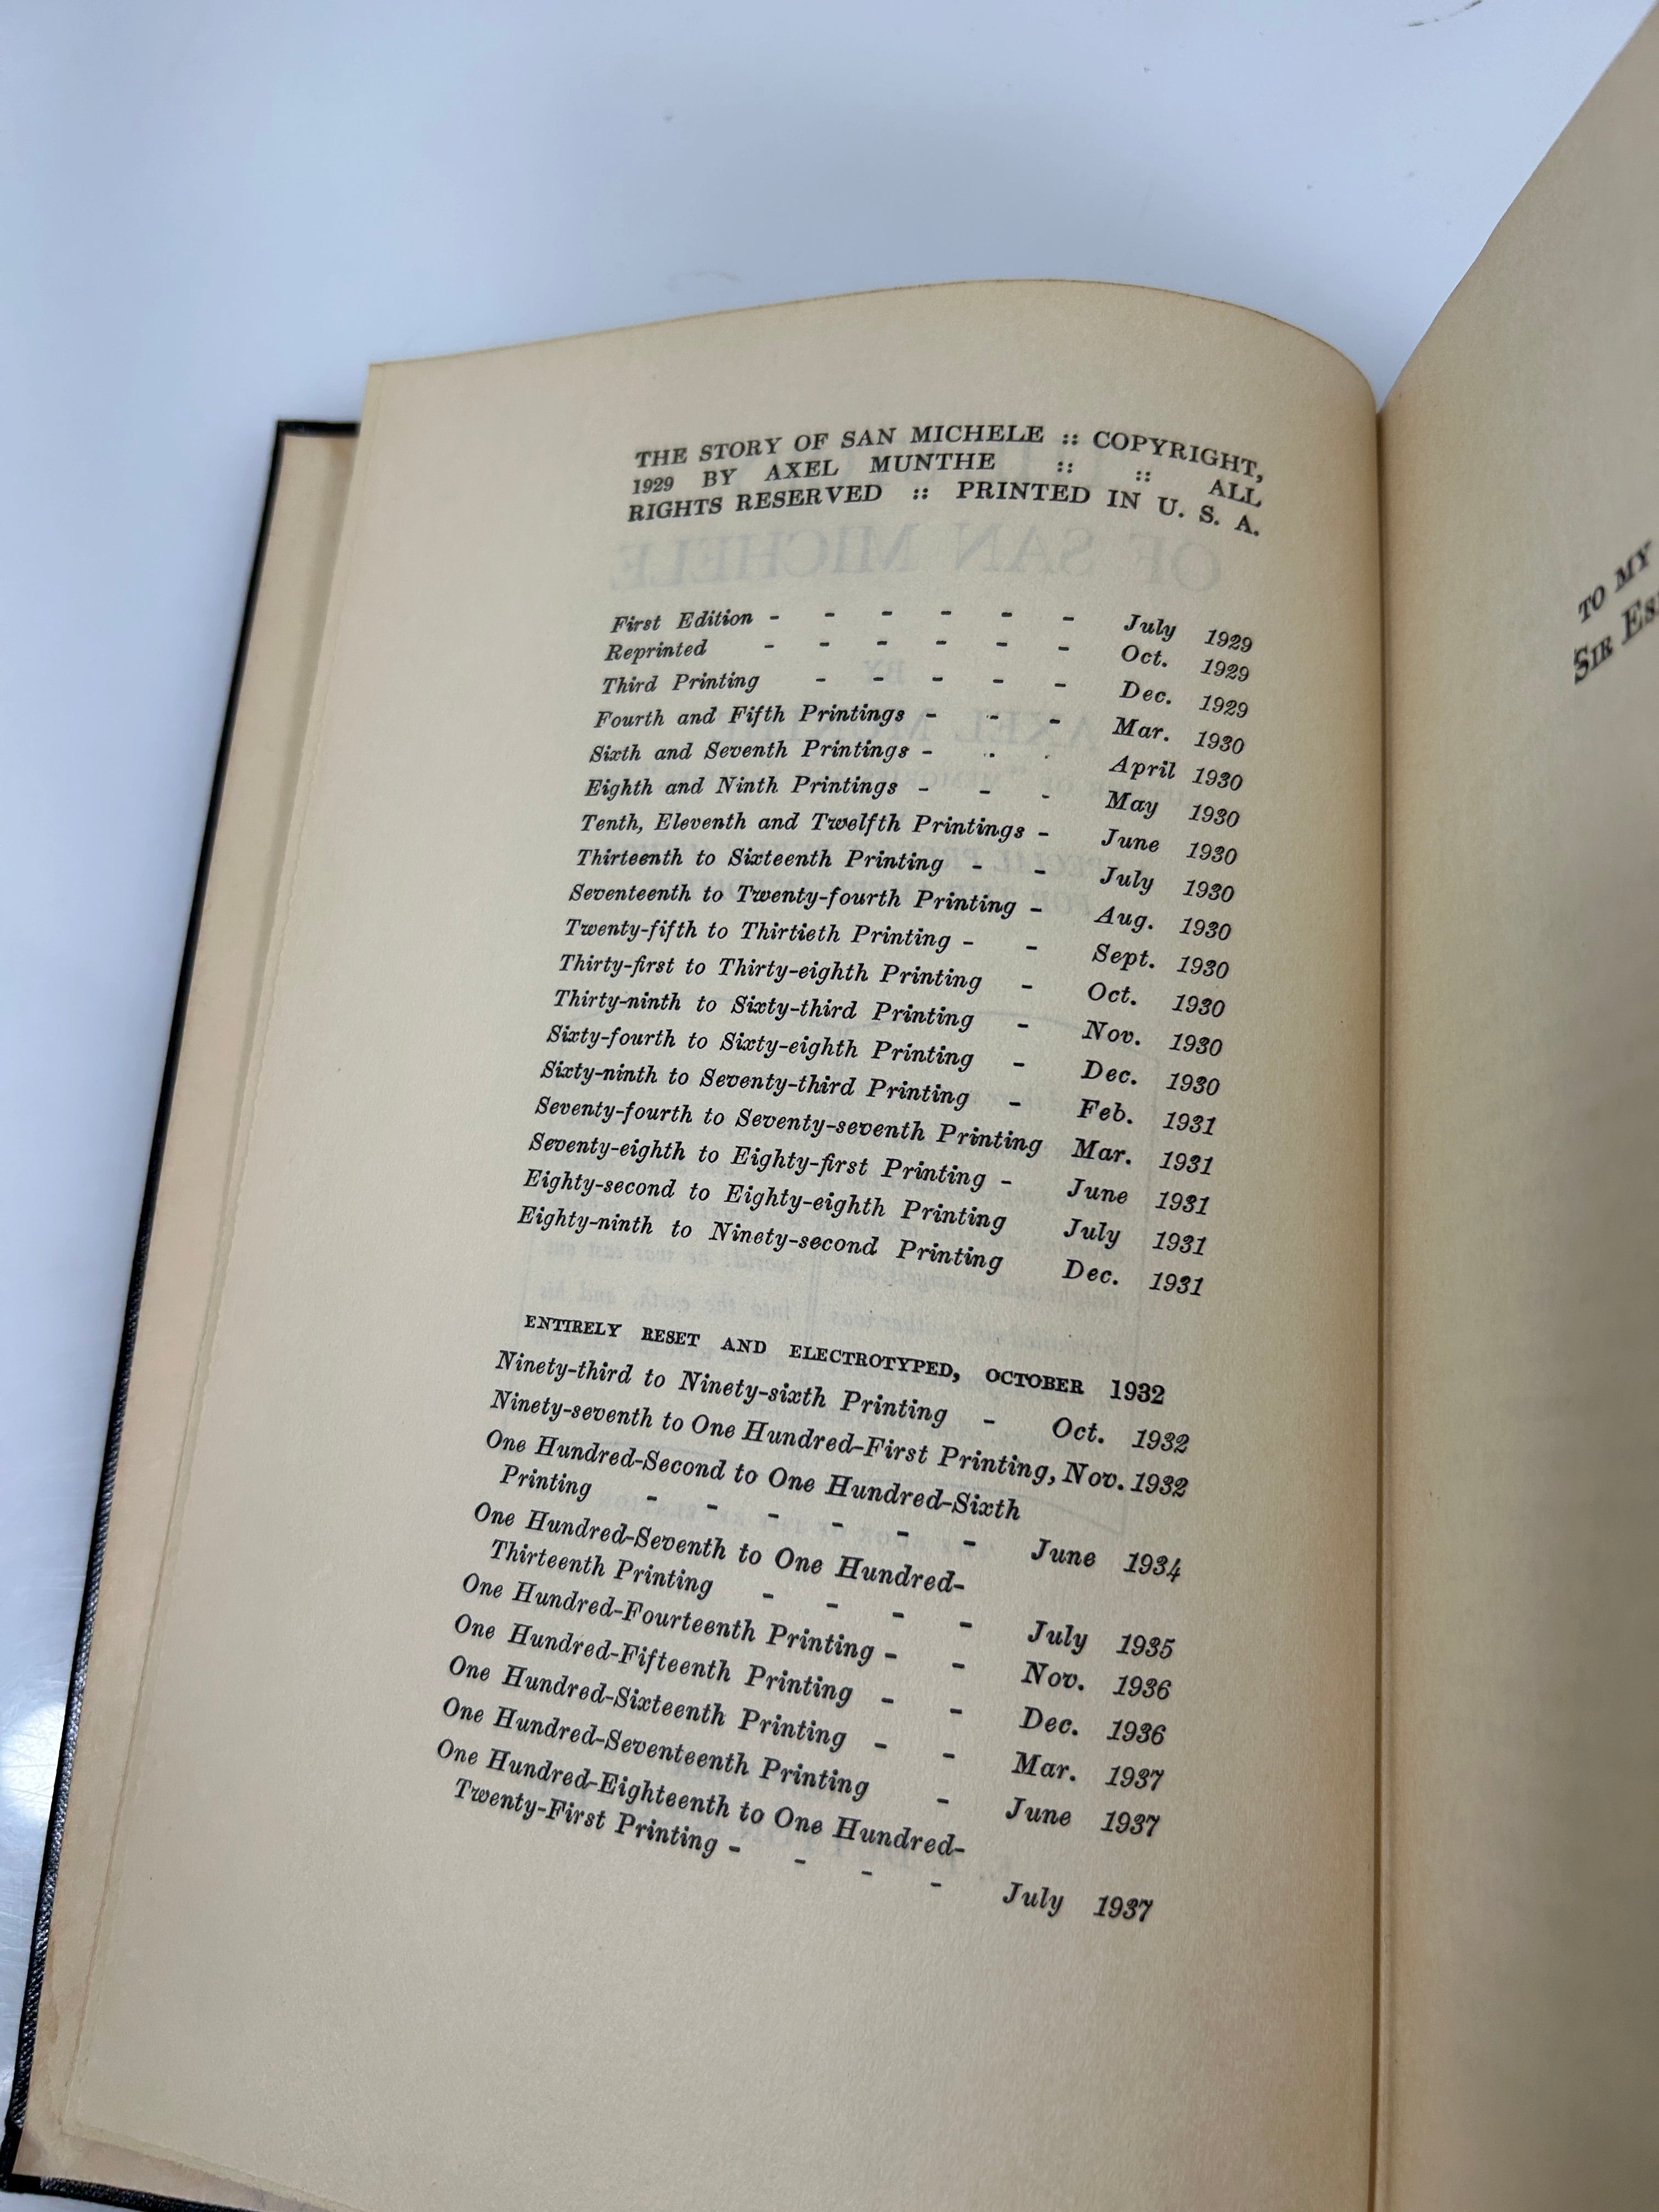 THE STORY OF SAN MICHELE :: COPYRIGHT,
1929 BY AXEL MUNTHE :: :: ALL
RIGHTS RESERVED :: PRINTED IN U. S. A.
OF SAN MICHELE
First Edition - - - - - - July 1929
Reprinted - - - - - - Oct. 1929
Third Printing - - - - - Dec. 1929
Fourth and Fifth Printings - - - Mar. 1930
Sixth and Seventh Printings - - - April 1930
Eighth and Ninth Printings - - - May 1930
Tenth, Eleventh and Twelfth Printings - June 1930
Thirteenth to Sixteenth Printing - - July 1930
Seventeenth to Twenty-fourth Printing - Aug. 1930
Twenty-fifth to Thirtieth Printing - - Sept. 1930
Thirty-first to Thirty-eighth Printing - Oct. 1930
Thirty-ninth to Sixty-third Printing - Nov. 1930
Sixty-fourth to Sixty-eighth Printing - Dec. 1930
Sixty-ninth to Seventy-third Printing - Feb. 1931
Seventy-fourth to Seventy-seventh Printing Mar. 1931
Seventy-eighth to Eighty-first Printing - June 1931
Eighty-second to Eighty-eighth Printing July 1931
Eighty-ninth to Ninety-second Printing Dec. 1931
ENTIRELY RESET AND ELECTROTYPED, OCTOBER 1932
Ninety-third to Ninety-sixth Printing - Oct. 1932
Ninety-seventh to One Hundred-First Printing, Nov. 1932
One Hundred-Second to One Hundred-Sixth
Printing - - - - - - June 1934
One Hundred-Seventh to One Hundred-
Thirteenth Printing - - - - July 1935
One Hundred-Fourteenth Printing - - Nov. 1936
One Hundred-Fifteenth Printing - - Dec. 1936
One Hundred-Sixteenth Printing - - Mar. 1937
One Hundred-Seventeenth Printing - June 1937
One Hundred-Eighteenth to One Hundred-
Twenty-First Printing - - - - July 1937
TO MY
SIR